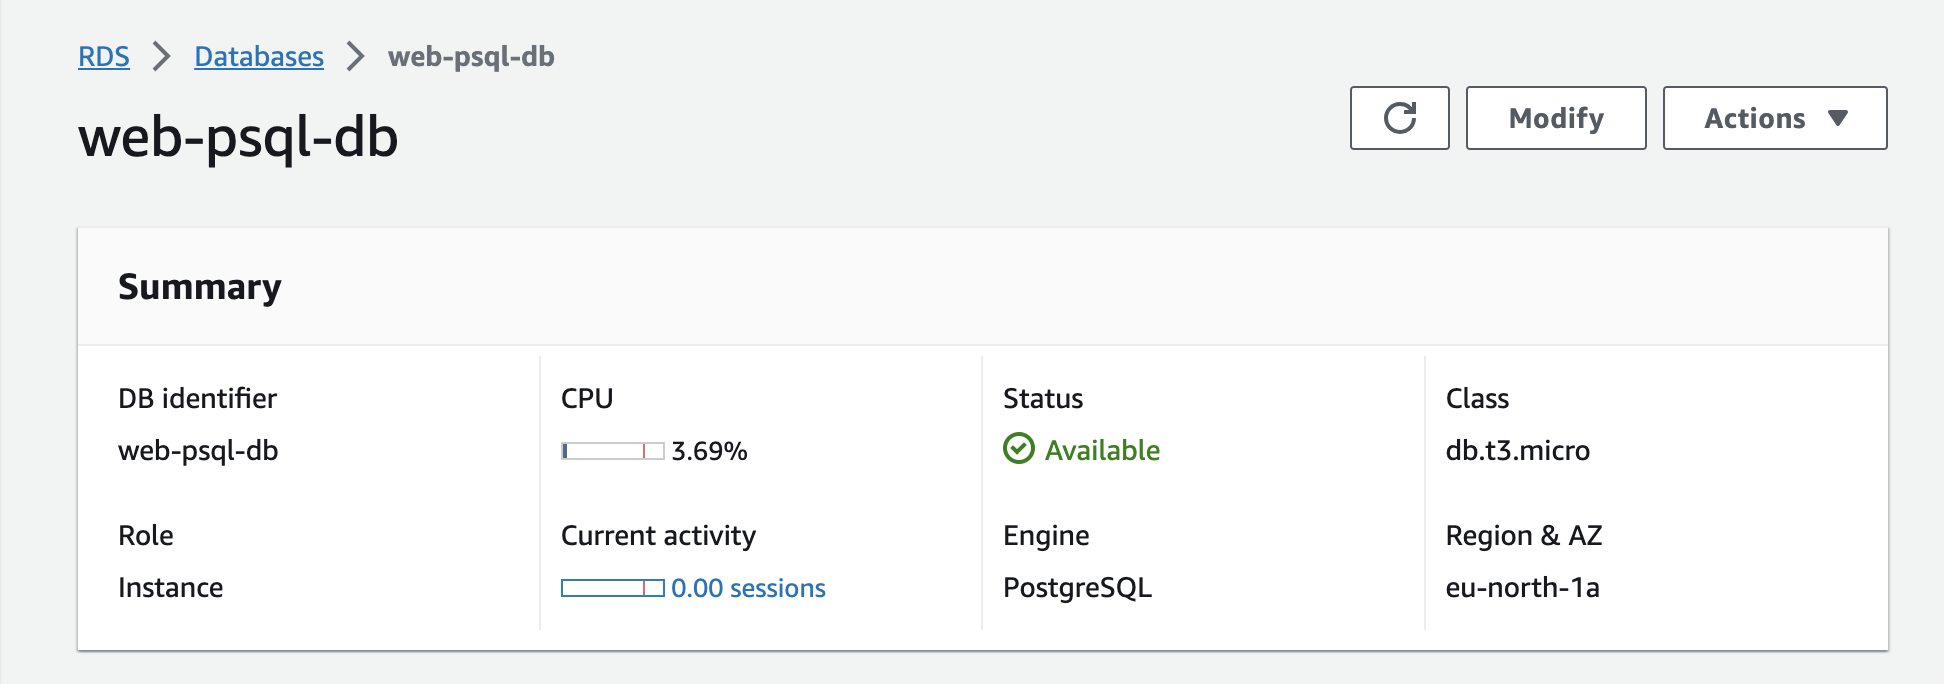 RDS > Databases > web-psql-db
web-psql-db
Modify
Actions
Summary
DB identifier
web-psql-db
CPU
3.69%
Status
Available
Class
db.t3.micro
Role
Instance
Current activity
0.00 sessions
Engine
PostgreSQL
Region & AZ
eu-north-1a